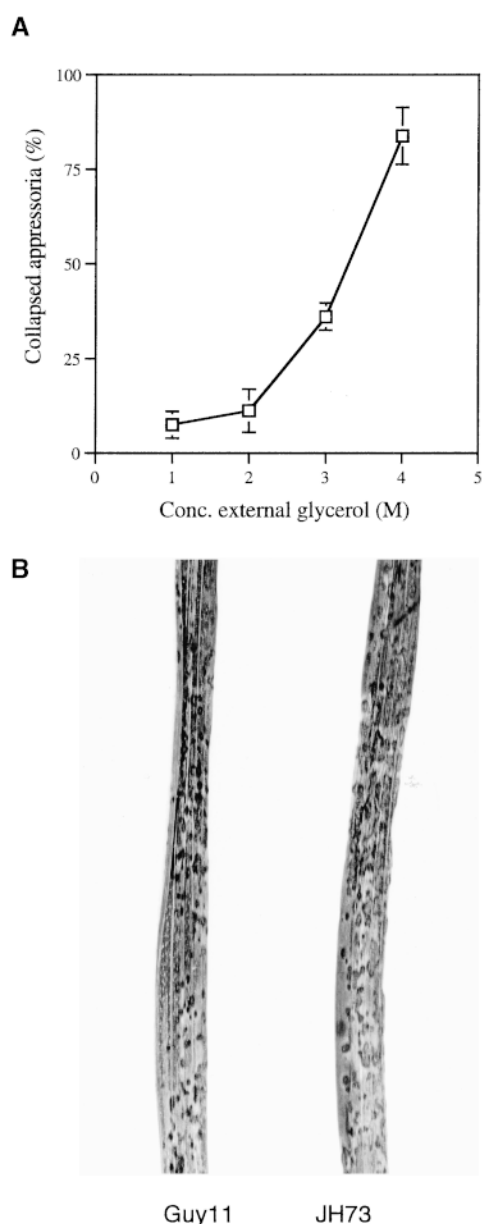 A
100
75
50
25
0
Collapsed appressoria (%)
0 1 2 3 4 5
Conc. external glycerol (M)
B
Guy11 JH73